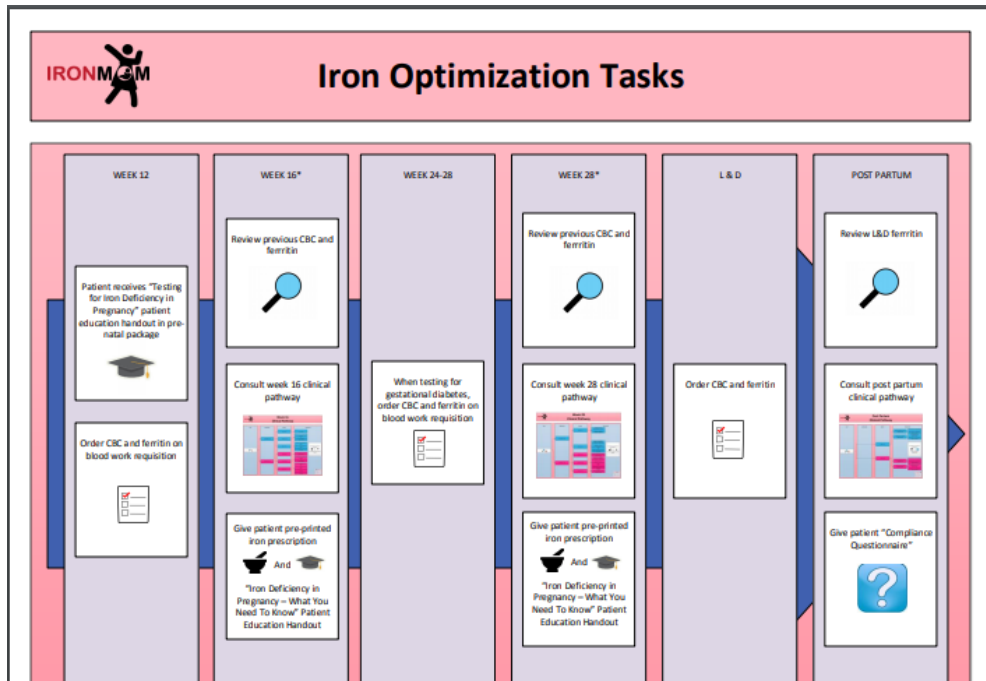 IRONMOM
Iron Optimization Tasks
WEEK 12
Patient receives "Testing
for Iron Deficiency in
Pregnancy" patient
education handout in pre-
natal package
Order CBC and ferritin on
blood work requisition
WEEK 16*
Review previous CBC and
ferrritin
Consult week 16 clinical
pathway
Give patient pre-printed
iron prescription
And
"Iron Deficiency in
Pregnancy – What You
Need To Know" Patient
Education Handout
WEEK 24-28
When testing for
gestational diabetes,
order CBC and ferritin on
blood work requisition
WEEK 28*
Review previous CBC and
ferrritin
Consult week 28 clinical
pathway
Give patient pre-printed
iron prescription
And
"Iron Deficiency in
Pregnancy – What You
Need To Know" Patient
Education Handout
L & D
Order CBC and ferritin
POST PARTUM
Review L&D ferrritin
Consult post partum
clinical pathway
Give patient "Compliance
Questionnaire"